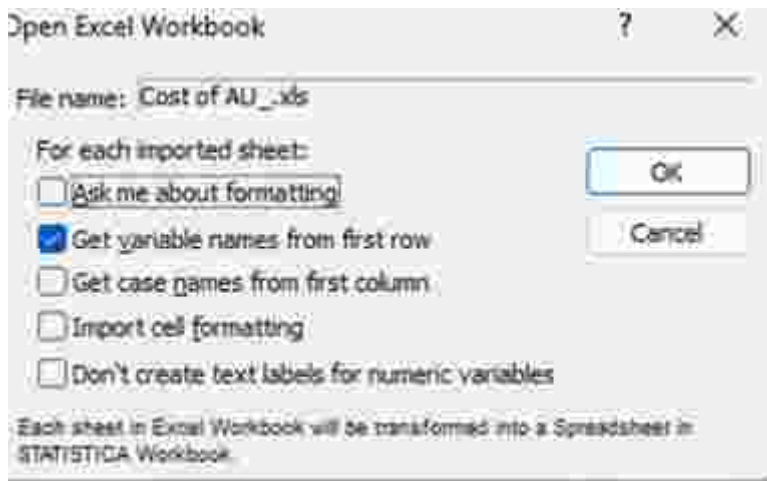 Open Excel Workbook ?
File name: Cost of AU_.xls
For each imported sheet:
OK
Ask me about formatting
Get variable names from first row
Cancel
Get case names from first column
Import cell formatting
Don't create text labels for numeric variables
Each sheet in Excel Workbook will be transformed into a Spreadsheet in
STATISTICA Workbook.